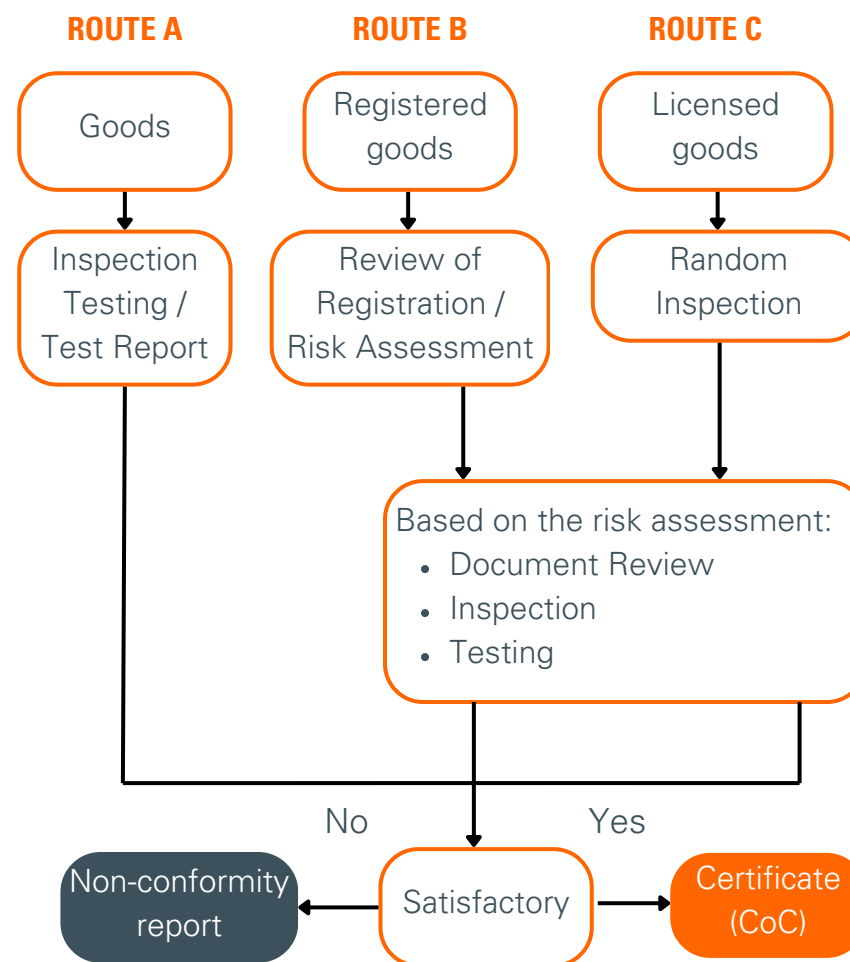 ROUTE A
ROUTE B
ROUTE C
Goods
Registered
goods
Licensed
goods
Inspection
Testing /
Test Report
Review of
Registration /
Risk Assessment
Random
Inspection
Based on the risk assessment:
• Document Review
• Inspection
• Testing
No
Yes
Non-conformity
report
Satisfactory
Certificate
(CoC)